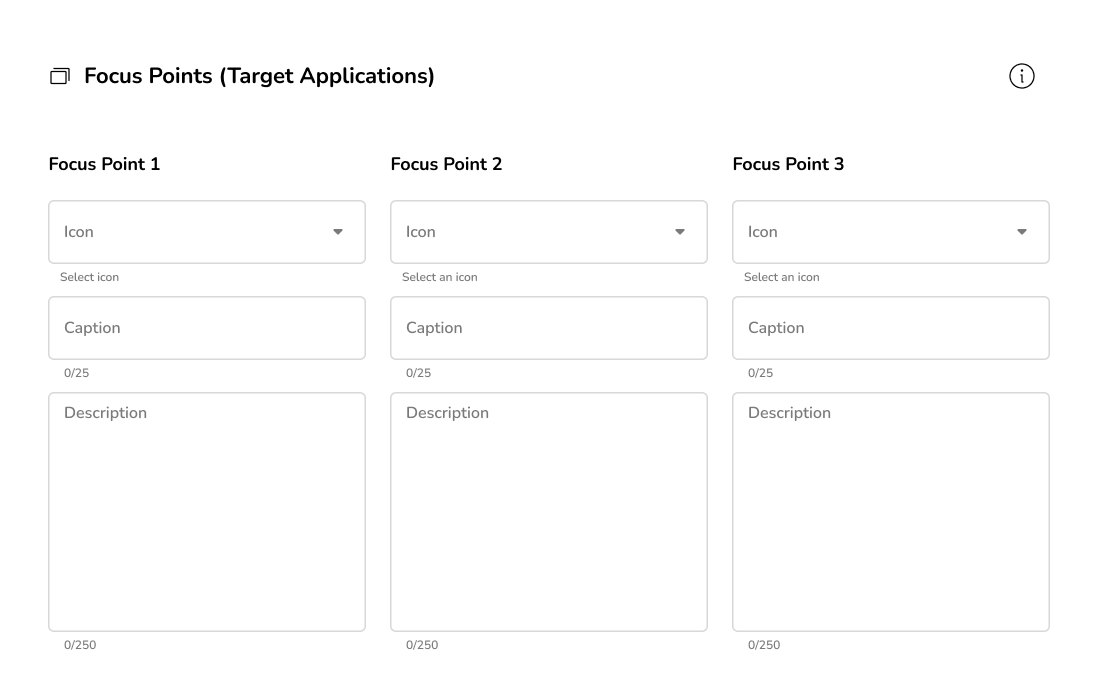 Focus Points (Target Applications)
Focus Point 1
Focus Point 2
Focus Point 3
Icon
Icon
Icon
Select icon
Select an icon
Select an icon
Caption
Caption
Caption
0/25
0/25
0/25
Description
Description
Description
0/250
0/250
0/250